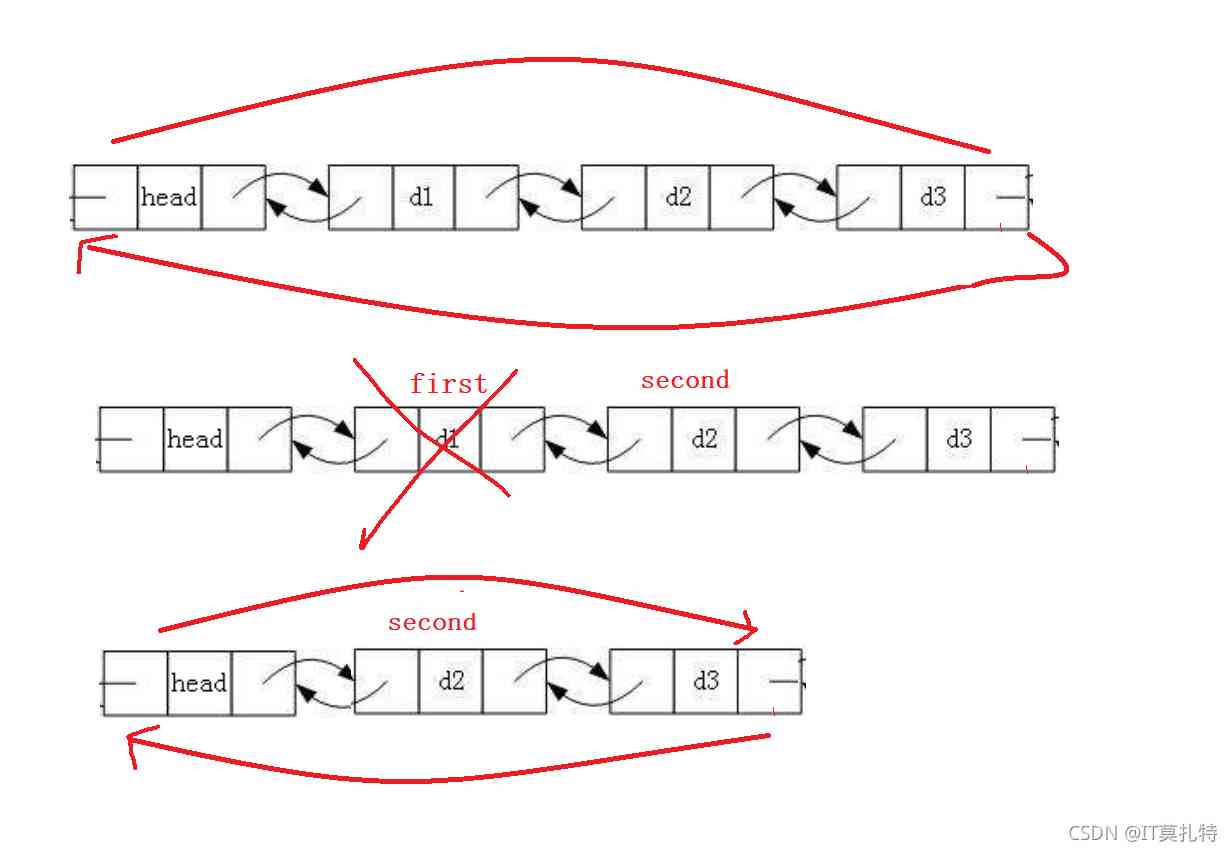 head d1 d2 d3
first second
head d1 d2 d3
second
head d2 d3
CSDN @IT莫扎特